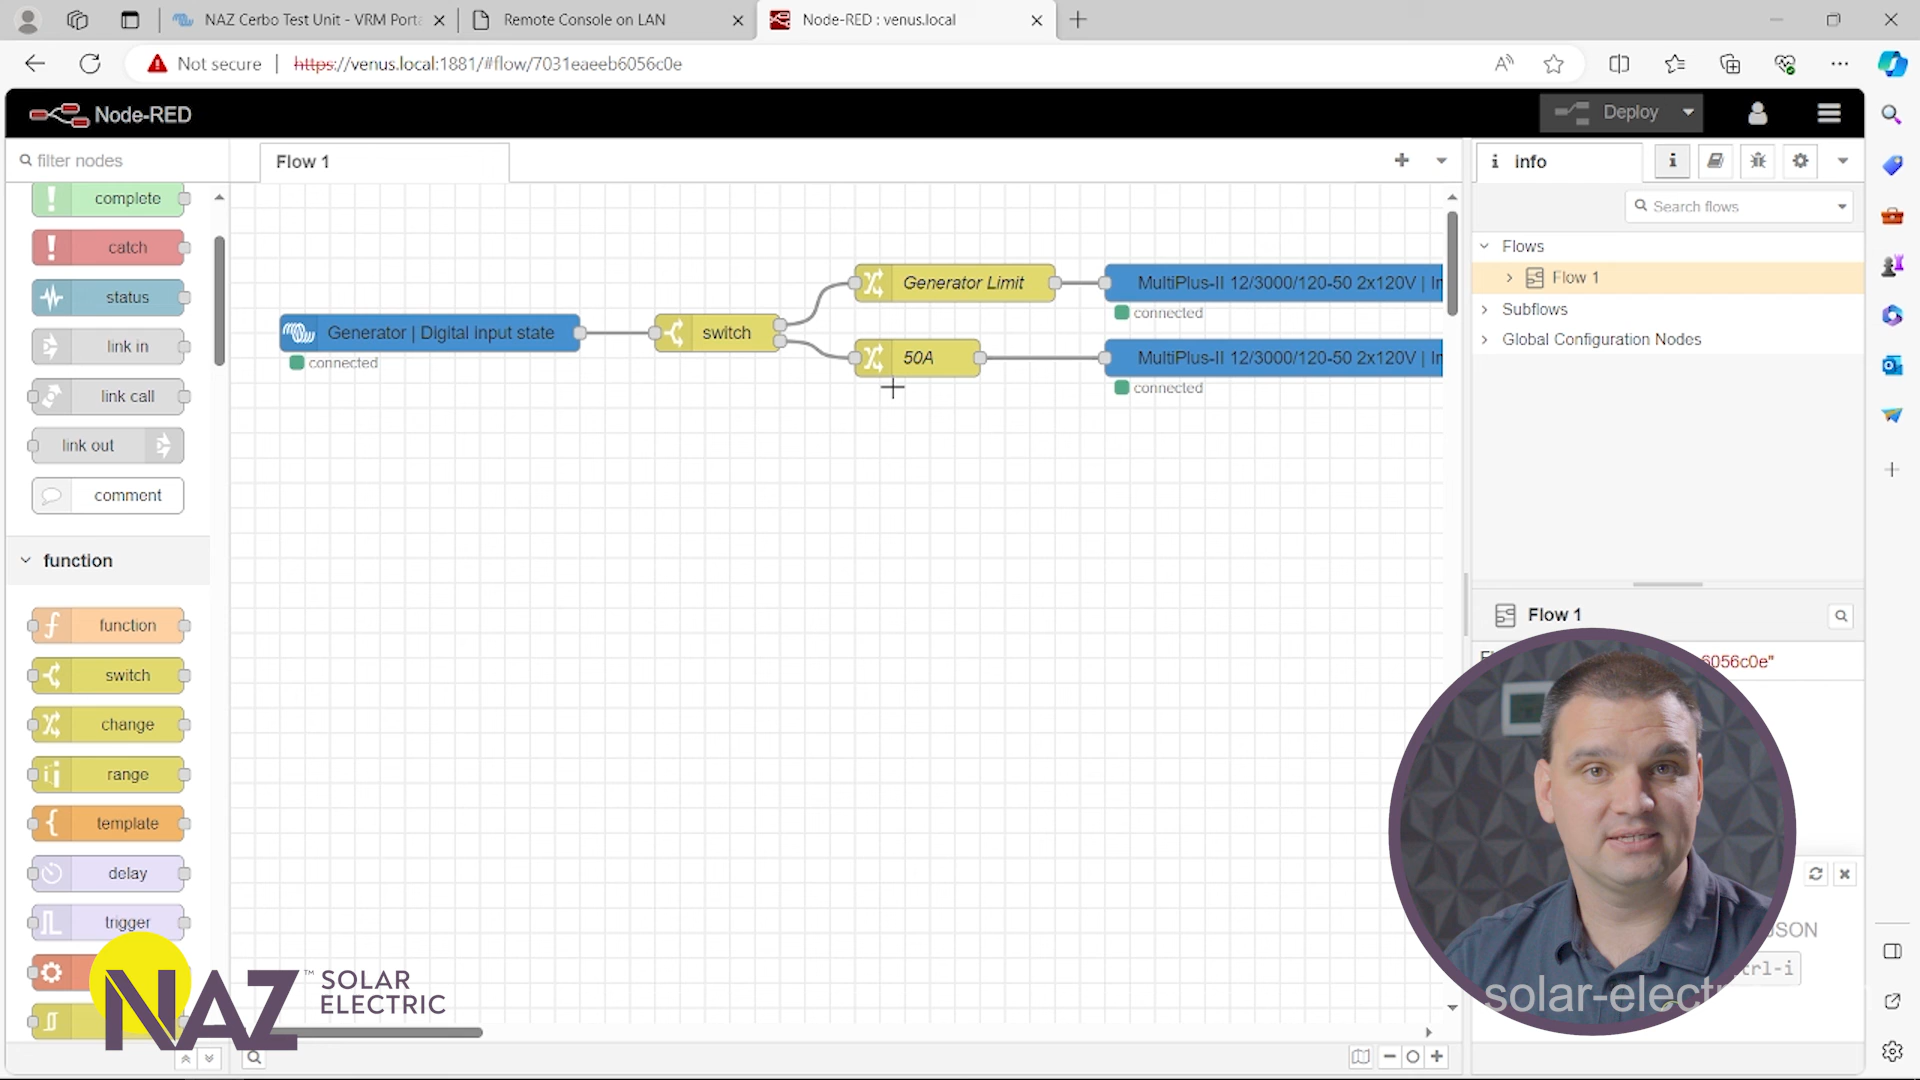 NAZ Cerbo Test Unit - VRM Porta
Remote Console on LAN
Node-RED : venus.local
Not secure
https://venus.local:1881/#flow/7031eaeeb6056c0e
Node-RED
Deploy
filter nodes
Flow 1
info
Search flows
complete
catch
status
link in
link call
link out
comment
function
function
switch
change
range
template
delay
trigger
Generator | Digital input state
connected
switch
Generator Limit
50A
MultiPlus-II 12/3000/120-50 2x120V | In
connected
MultiPlus-II 12/3000/120-50 2x120V | In
connected
Flows
Flow 1
Subflows
Global Configuration Nodes
Flow 1
6056c0e"
JSON
trl-i
NAZ™ SOLAR
ELECTRIC
solar-elect